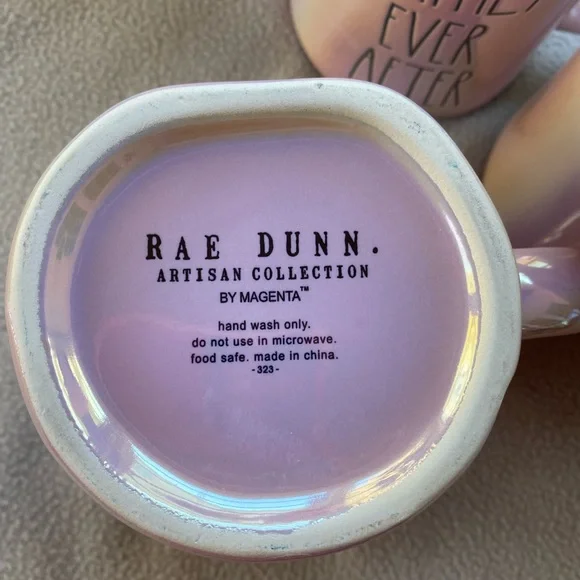 EVER
AFTER
RAE DUNN.
ARTISAN COLLECTION
BY MAGENTA™
hand wash only.
do not use in microwave.
food safe. made in china.
-323-